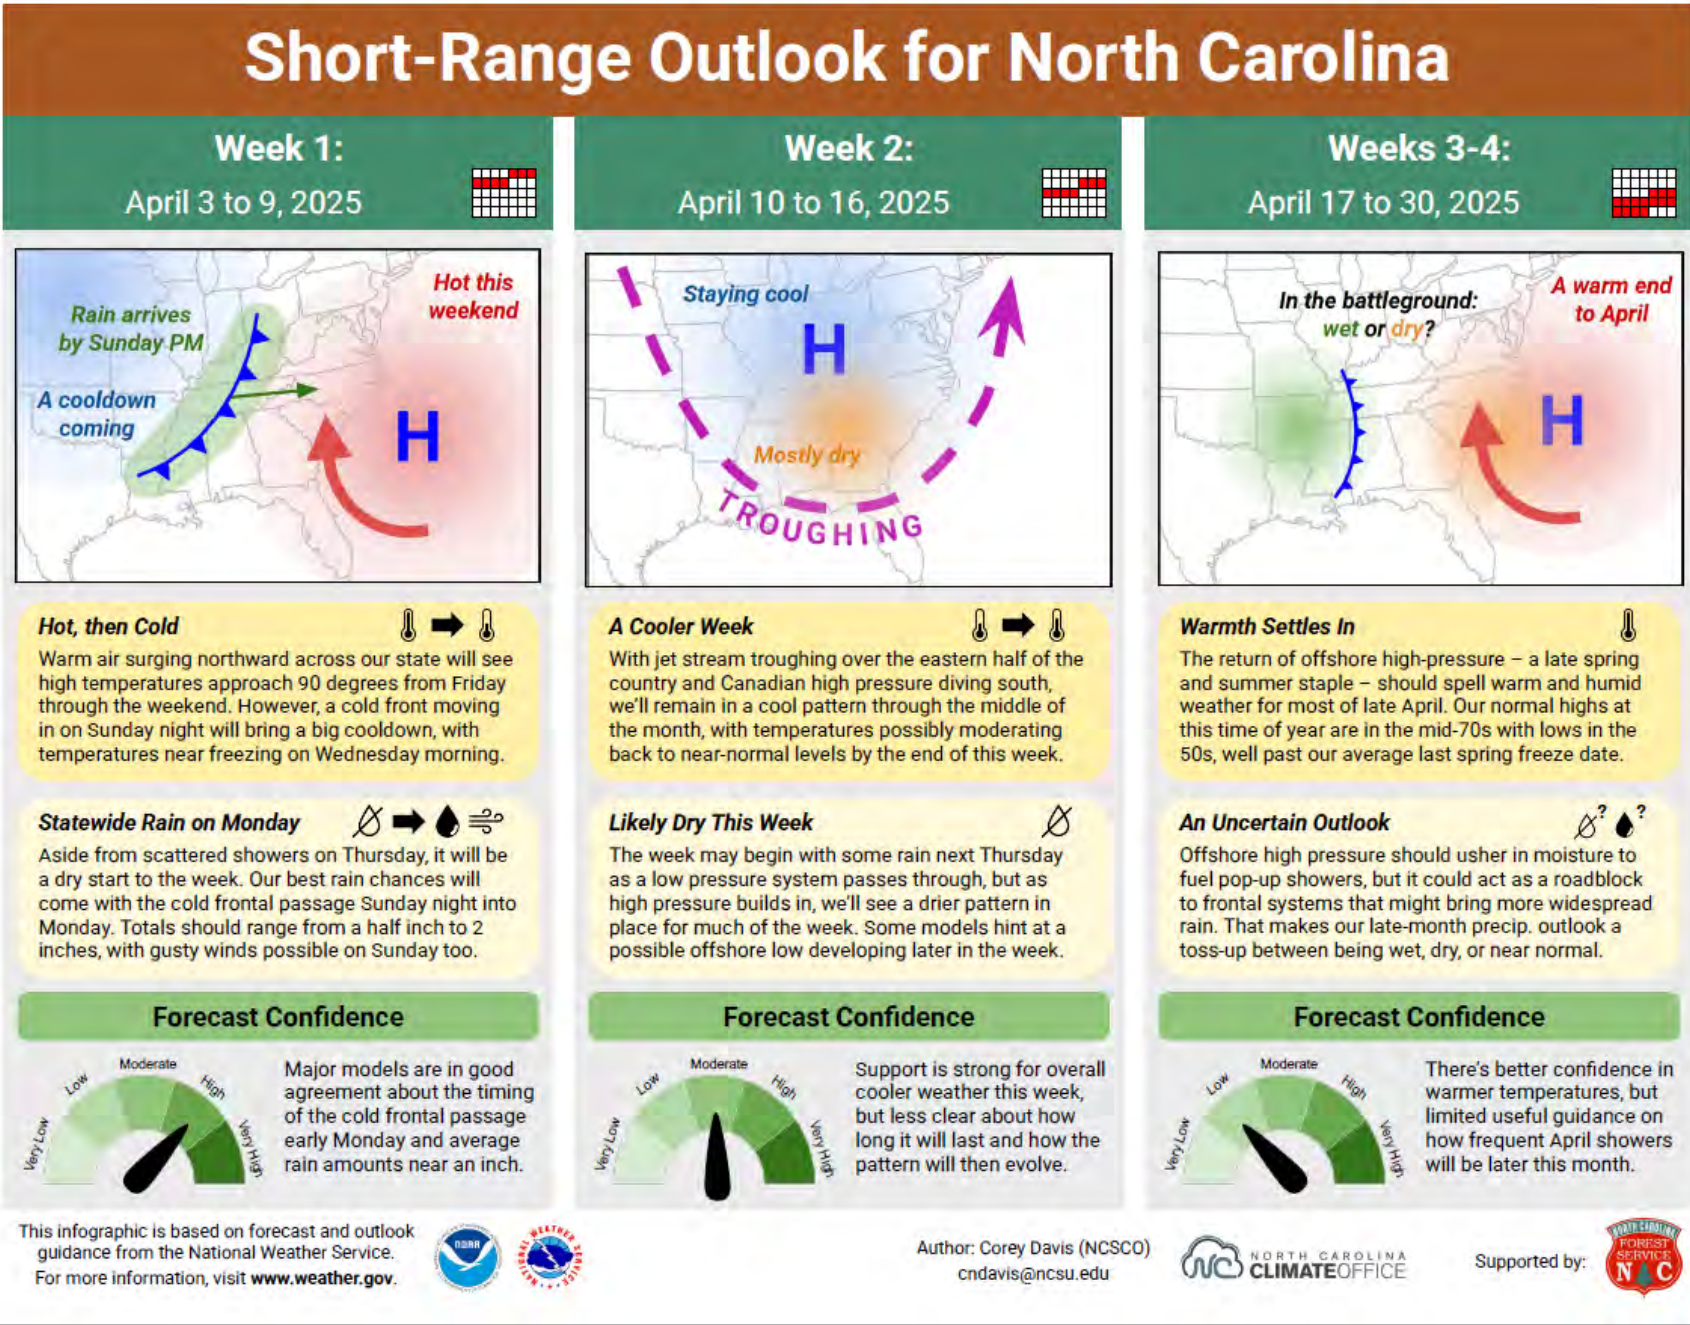 Short-Range Outlook for North Carolina
Week 1:
April 3 to 9, 2025
Hot this
weekend
Rain arrives
by Sunday PM
A cooldown
coming
H
Hot, then Cold
Warm air surging northward across our state will see
high temperatures approach 90 degrees from Friday
through the weekend. However, a cold front moving
in on Sunday night will bring a big cooldown, with
temperatures near freezing on Wednesday morning.
Statewide Rain on Monday
Aside from scattered showers on Thursday, it will be
a dry start to the week. Our best rain chances will
come with the cold frontal passage Sunday night into
Monday. Totals should range from a half inch to 2
inches, with gusty winds possible on Sunday too.
Forecast Confidence
Very Low
Low
Moderate
High
Very High
Major models are in good
agreement about the timing
of the cold frontal passage
early Monday and average
rain amounts near an inch.
Week 2:
April 10 to 16, 2025
Staying cool
H
Mostly dry
TROUGHING
A Cooler Week
With jet stream troughing over the eastern half of the
country and Canadian high pressure diving south,
we'll remain in a cool pattern through the middle of
the month, with temperatures possibly moderating
back to near-normal levels by the end of this week.
Likely Dry This Week
The week may begin with some rain next Thursday
as a low pressure system passes through, but as
high pressure builds in, we'll see a drier pattern in
place for much of the week. Some models hint at a
possible offshore low developing later in the week.
Forecast Confidence
Very Low
Low
Moderate
High
Very High
Support is strong for overall
cooler weather this week,
but less clear about how
long it will last and how the
pattern will then evolve.
Weeks 3-4:
April 17 to 30, 2025
A warm end
to April
In the battleground:
wet or dry?
H
Warmth Settles In
The return of offshore high-pressure – a late spring
and summer staple – should spell warm and humid
weather for most of late April. Our normal highs at
this time of year are in the mid-70s with lows in the
50s, well past our average last spring freeze date.
An Uncertain Outlook
? ?
Offshore high pressure should usher in moisture to
fuel pop-up showers, but it could act as a roadblock
to frontal systems that might bring more widespread
rain. That makes our late-month precip. outlook a
toss-up between being wet, dry, or near normal.
Forecast Confidence
Very Low
Low
Moderate
High
Very High
There's better confidence in
warmer temperatures, but
limited useful guidance on
how frequent April showers
will be later this month.
This infographic is based on forecast and outlook
guidance from the National Weather Service.
For more information, visit www.weather.gov.
NOAA
NATIONAL WEATHER SERVICE
Author: Corey Davis (NCSCO)
cndavis@ncsu.edu
NC
NORTH CAROLINA
CLIMATEOFFICE
Supported by:
NORTH CAROLINA
FOREST
SERVICE
N C